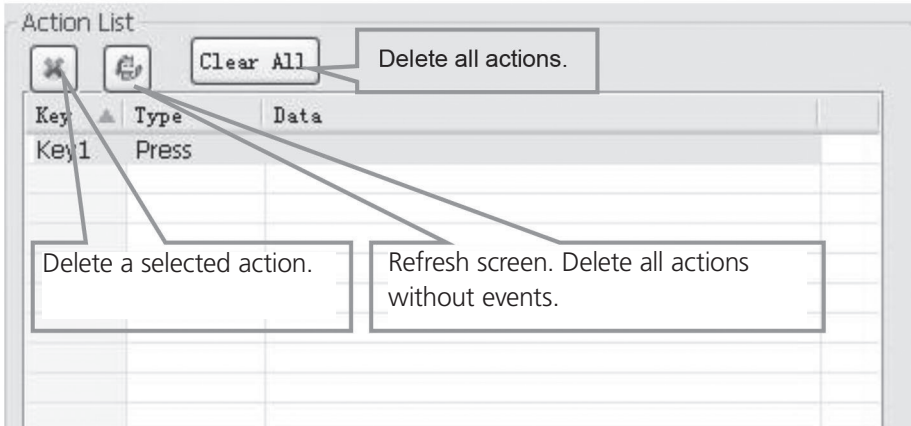 Action List
Clear All
Delete all actions.
Key Type Data
Key1 Press
Delete a selected action.
Refresh screen. Delete all actions
without events.